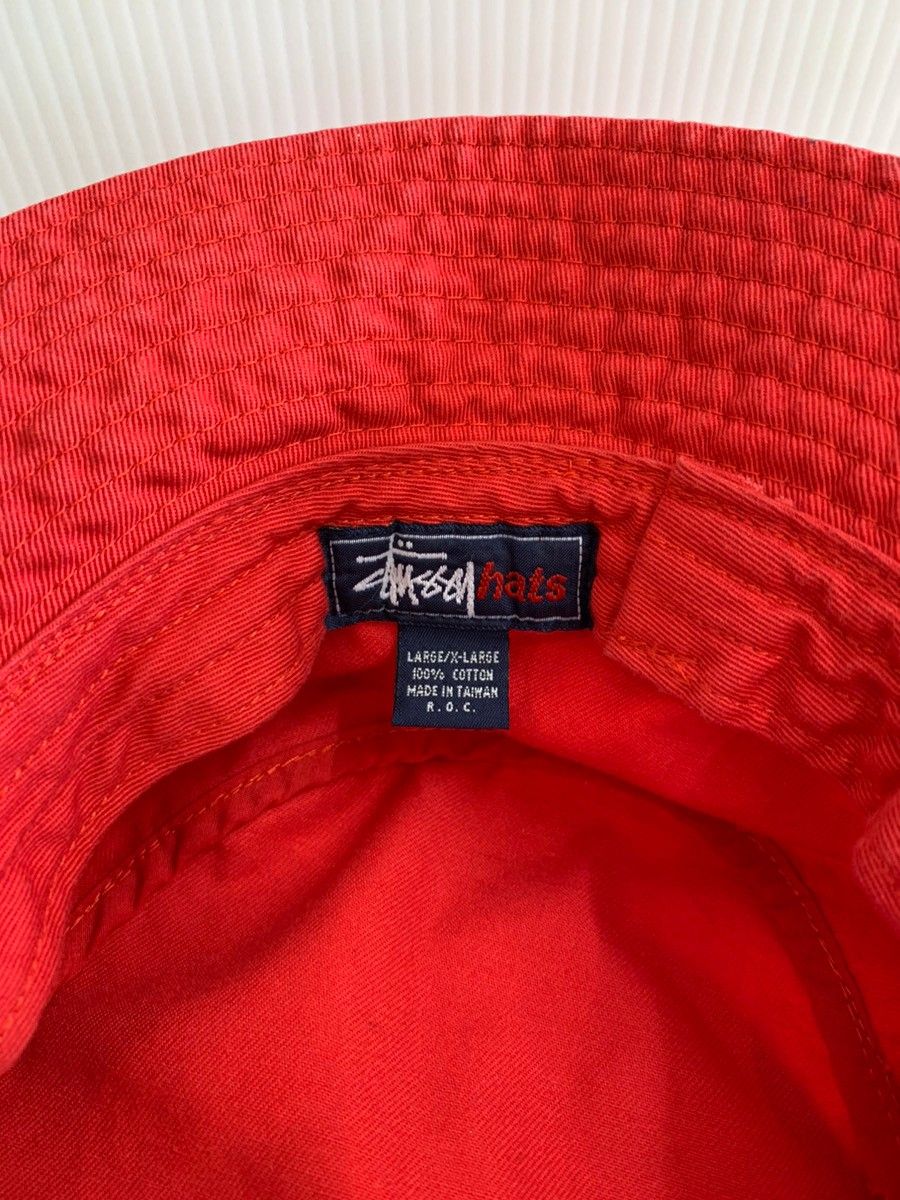 stüssy hats
LARGE/X-LARGE
100% COTTON
MADE IN TAIWAN
R. O. C.